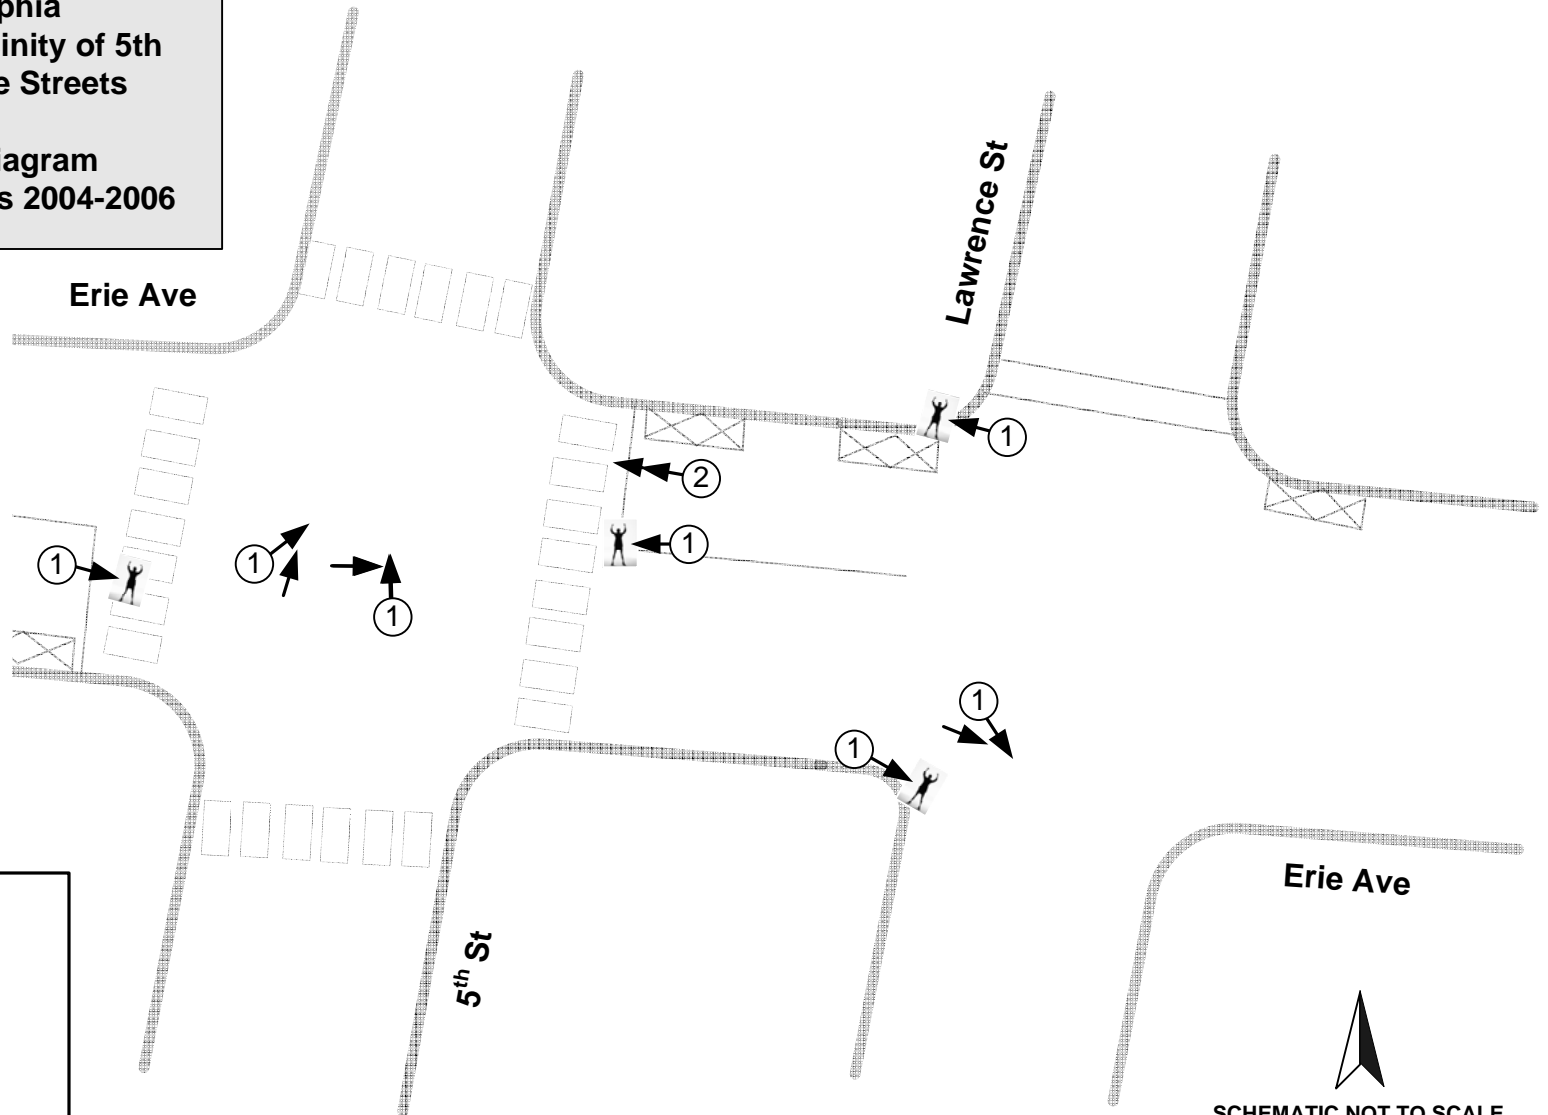 phia
inity of 5th
e Streets
iagram
s 2004-2006
Erie Ave
Lawrence St
1
2
1
1
1
1
1
1
Erie Ave
5th St
SCHEMATIC NOT TO SCALE